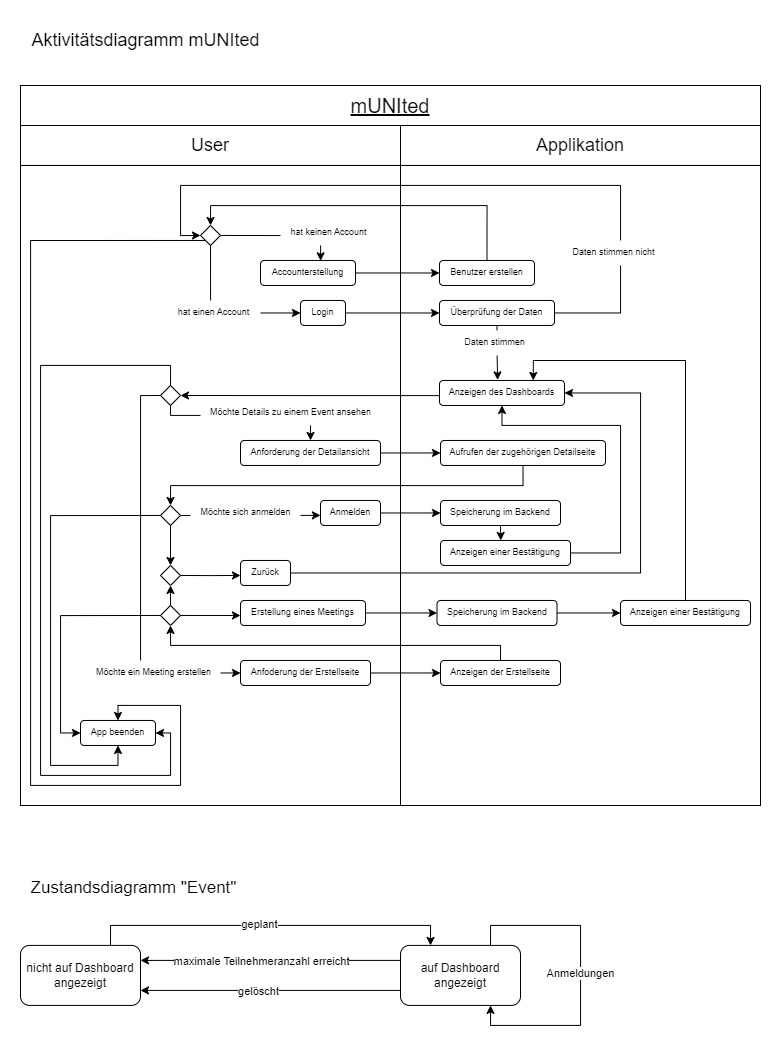 Aktivitätsdiagramm mUNIted
mUNIted
User
Applikation
hat keinen Account
Daten stimmen nicht
Accounterstellung
Benutzer erstellen
hat einen Account
Login
Überprüfung der Daten
Daten stimmen
Anzeigen des Dashboards
Möchte Details zu einem Event ansehen
Anforderung der Detailansicht
Aufrufen der zugehörigen Detailseite
Möchte sich anmelden
Anmelden
Speicherung im Backend
Anzeigen einer Bestätigung
Zurück
Erstellung eines Meetings
Speicherung im Backend
Anzeigen einer Bestätigung
Möchte ein Meeting erstellen
Anfoderung der Erstellseite
Anzeigen der Erstellseite
App beenden
Zustandsdiagramm "Event"
geplant
nicht auf Dashboard
angezeigt
maximale Teilnehmeranzahl erreicht
gelöscht
auf Dashboard
angezeigt
Anmeldungen